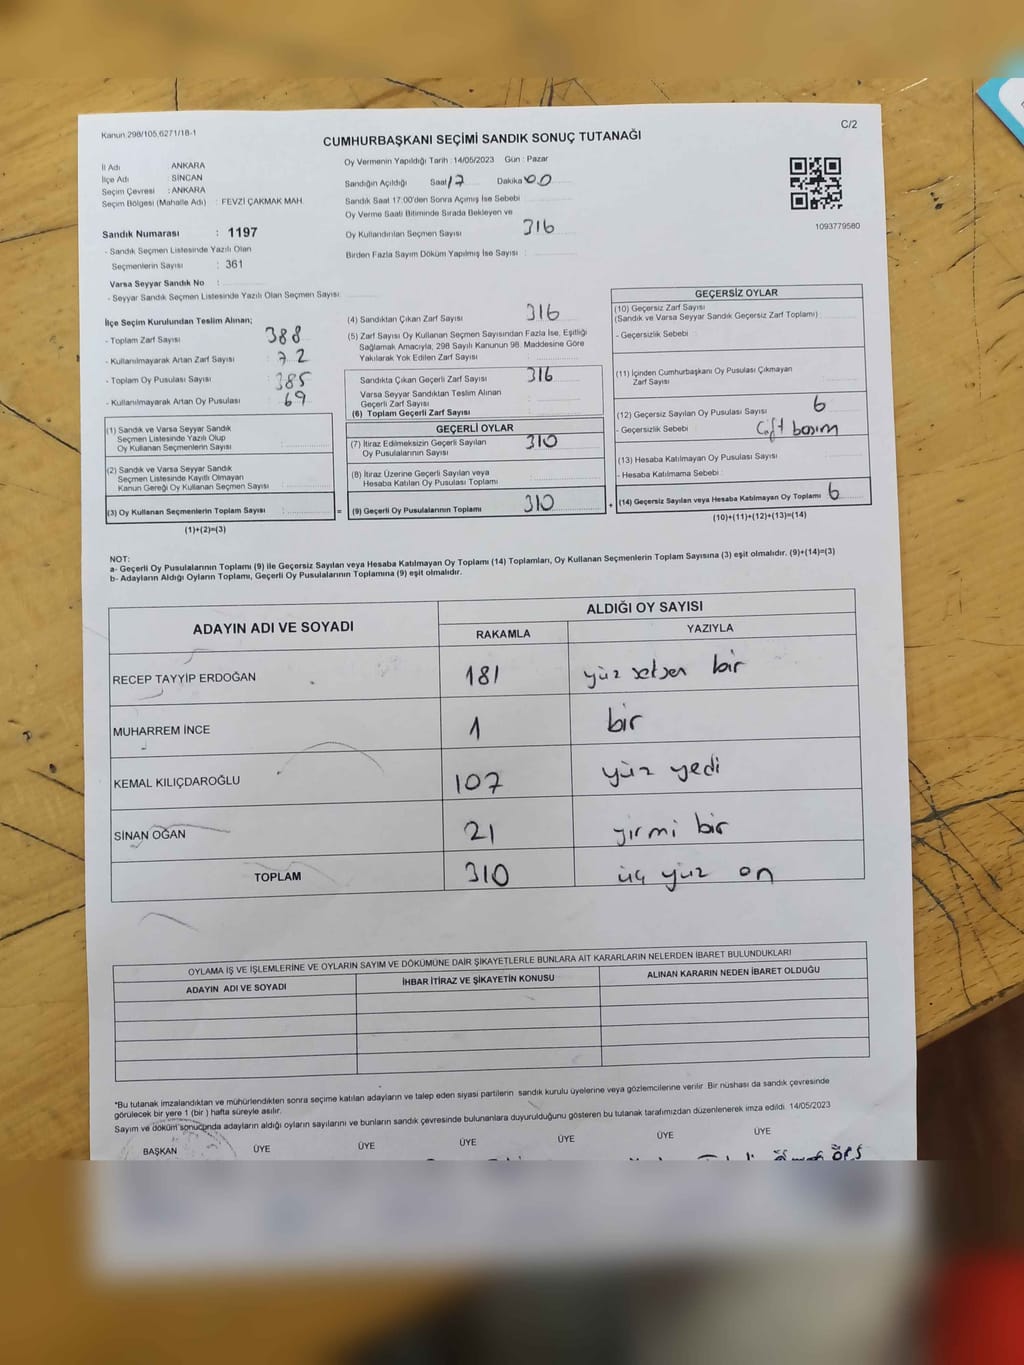 Kanun 298/105,6271/18-1
C/2
CUMHURBAŞKANI SEÇİMİ SANDIK SONUÇ TUTANAĞI
İl Adı ANKARA
İlçe Adı : SİNCAN
Seçim Çevresi : ANKARA
Seçim Bölgesi (Mahalle Adı) : FEVZİ ÇAKMAK MAH.
Sandık Numarası : 1197
- Sandık Seçmen Listesinde Yazılı Olan
Seçmenlerin Sayısı : 361
Varsa Seyyar Sandık No :
- Seyyar Sandık Seçmen Listesinde Yazılı Olan Seçmen Sayısı:
Oy Vermenin Yapıldığı Tarih : 14/05/2023 Gün : Pazar
Sandığın Açıldığı Saat 17 Dakika 00
Sandık Saat 17:00'den Sonra Açımış İse Sebebi
Oy Verme Saati Bitiminde Sırada Bekleyen ve
Oy Kullandırılan Seçmen Sayısı 316
Birden Fazla Sayım Döküm Yapılmış İse Sayısı :
1093779580
İlçe Seçim Kurulundan Teslim Alınan;
- Toplam Zarf Sayısı : 388
- Kullanılmayarak Artan Zarf Sayısı : 72
- Toplam Oy Pusulası Sayısı : 385
- Kullanılmayarak Artan Oy Pusulası : 69
(4) Sandıktan Çıkan Zarf Sayısı : 316
(5) Zarf Sayısı Oy Kullanan Seçmen Sayısından Fazla İse, Eşitliği
Sağlamak Amacıyla, 298 Sayılı Kanunun 98. Maddesine Göre
Yakılarak Yok Edilen Zarf Sayısı :
Sandıkta Çıkan Geçerli Zarf Sayısı : 316
Varsa Seyyar Sandıktan Teslim Alınan
Geçerli Zarf Sayısı
(6) Toplam Geçerli Zarf Sayısı :
GEÇERSİZ OYLAR
(10) Geçersiz Zarf Sayısı
(Sandık ve Varsa Seyyar Sandık Geçersiz Zarf Toplamı) :
- Geçersizlik Sebebi :
(11) İçinden Cumhurbaşkanı Oy Pusulası Çıkmayan
Zarf Sayısı :
(12) Geçersiz Sayılan Oy Pusulası Sayısı : 6
- Geçersizlik Sebebi : Çift basım
(13) Hesaba Katılmayan Oy Pusulası Sayısı :
- Hesaba Katılmama Sebebi :
(14) Geçersiz Sayılan veya Hesaba Katılmayan Oy Toplamı : 6
(10)+(11)+(12)+(13)=(14)
(1) Sandık ve Varsa Seyyar Sandık
Seçmen Listesinde Yazılı Olup
Oy Kullanan Seçmenlerin Sayısı :
(2) Sandık ve Varsa Seyyar Sandık
Seçmen Listesinde Kayıtlı Olmayan
Kanun Gereği Oy Kullanan Seçmen Sayısı :
(3) Oy Kullanan Seçmenlerin Toplam Sayısı :
(1)+(2)=(3)
GEÇERLİ OYLAR
(7) İtiraz Edilmeksizin Geçerli Sayılan
Oy Pusulalarının Sayısı : 310
(8) İtiraz Üzerine Geçerli Sayılan veya
Hesaba Katılan Oy Pusulası Toplamı :
(9) Geçerli Oy Pusulalarının Toplamı : 310
NOT:
a- Geçerli Oy Pusulalarının Toplamı (9) ile Geçersiz Sayılan veya Hesaba Katılmayan Oy Toplamı (14) Toplamları, Oy Kullanan Seçmenlerin Toplam Sayısına (3) eşit olmalıdır. (9)+(14)=(3)
b- Adayların Aldığı Oyların Toplamı, Geçerli Oy Pusulalarının Toplamına (9) eşit olmalıdır.
ADAYIN ADI VE SOYADI ALDIĞI OY SAYISI
RAKAMLA YAZIYLA
RECEP TAYYİP ERDOĞAN 181 yüz seksen bir
MUHARREM İNCE 1 bir
KEMAL KILIÇDAROĞLU 107 yüz yedi
SİNAN OĞAN 21 yirmi bir
TOPLAM 310 üç yüz on
OYLAMA İŞ VE İŞLEMLERİNE VE OYLARIN SAYIM VE DÖKÜMÜNE DAİR ŞİKAYETLERLE BUNLARA AİT KARARLARIN NELERDEN İBARET BULUNDUKLARI
ADAYIN ADI VE SOYADI İHBAR İTİRAZ VE ŞİKAYETİN KONUSU ALINAN KARARIN NEDEN İBARET OLDUĞU
*Bu tutanak imzalandıktan ve mühürlendikten sonra seçime katılan adayların ve talep eden siyasi partilerin sandık kurulu üyelerine veya gözlemcilerine verilir. Bir nüshası da sandık çevresinde
görülecek bir yere 1 (bir ) hafta süreyle asılır.
Sayım ve döküm sonucunda adayların aldığı oyların sayılarını ve bunların sandık çevresinde bulunanlara duyurulduğunu gösteren bu tutanak tarafımızdan düzenlenerek imza edildi. 14/05/2023
BAŞKAN ÜYE ÜYE ÜYE ÜYE ÜYE ÜYE